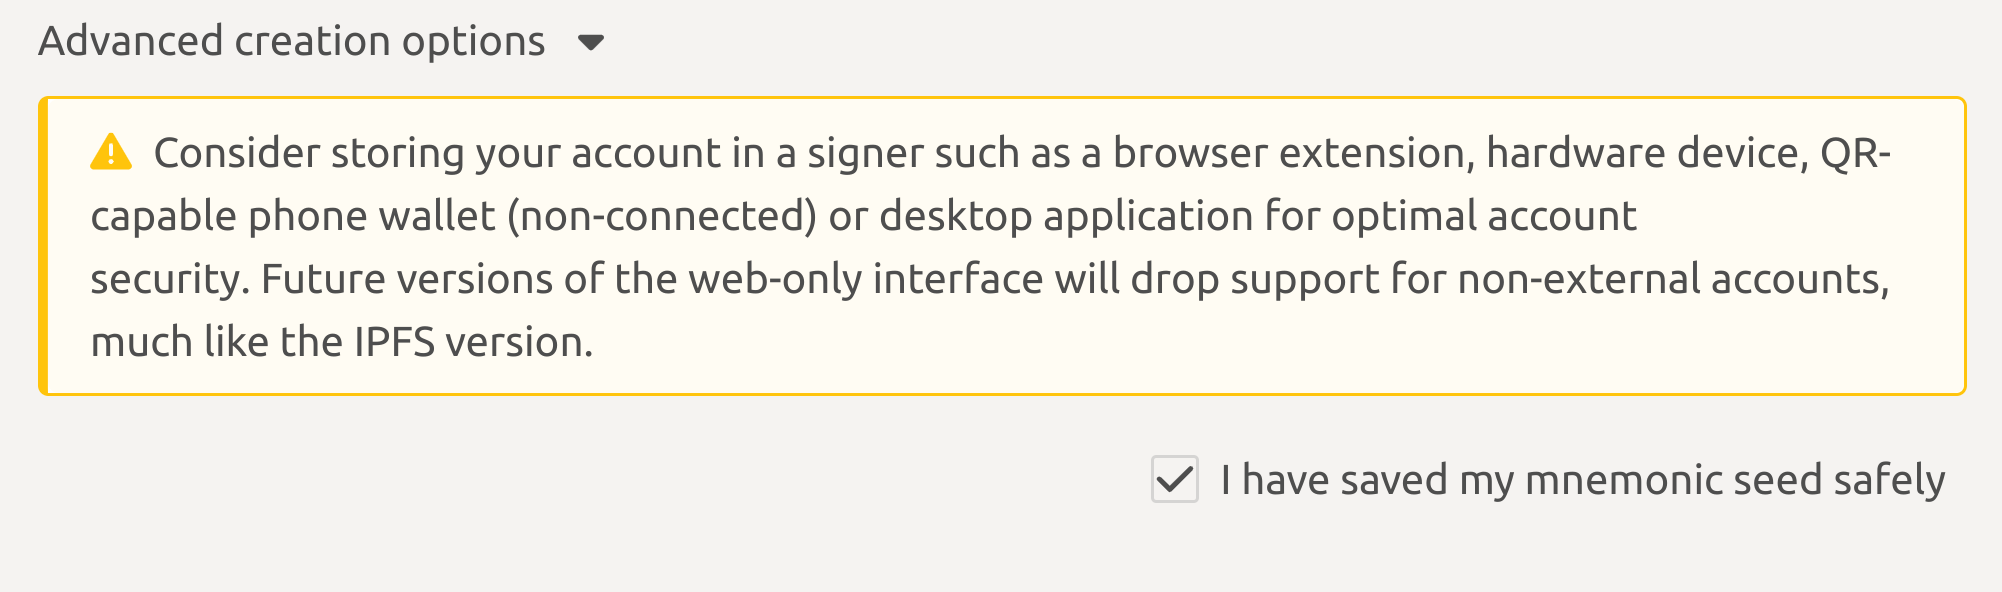 Advanced creation options
Consider storing your account in a signer such as a browser extension, hardware device, QR-
capable phone wallet (non-connected) or desktop application for optimal account
security. Future versions of the web-only interface will drop support for non-external accounts,
much like the IPFS version.
I have saved my mnemonic seed safely